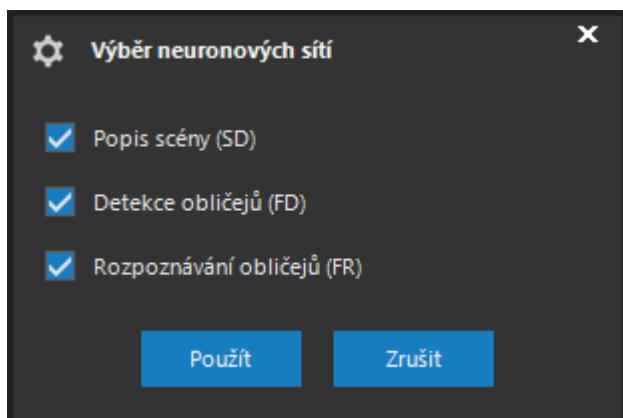 Výběr neuronových sítí
Popis scény (SD)
Detekce obličejů (FD)
Rozpoznávání obličejů (FR)
Použít Zrušit